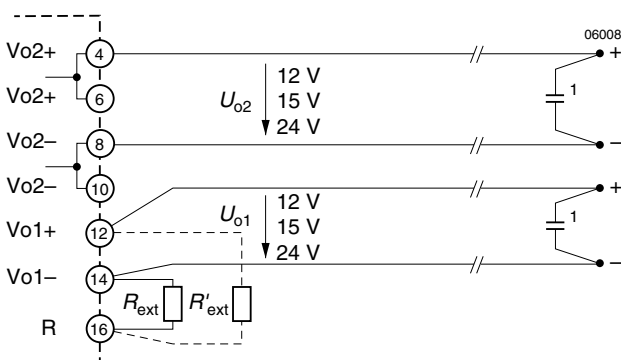 06008
Vo2+ 4 +
Vo2+ 6 Uo2 12 V 15 V 24 V 1
Vo2– 8 –
Vo2– 10 +
Vo1+ 12 Uo1 12 V 15 V 24 V 1
Vo1– 14 –
R 16 Rext R'ext